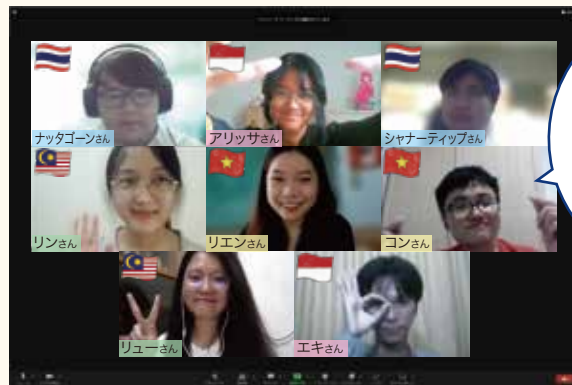 ナッタゴーンさん
アリッサさん
シャナーティップさん
リンさん
リエンさん
コンさん
リューさん
エキさん